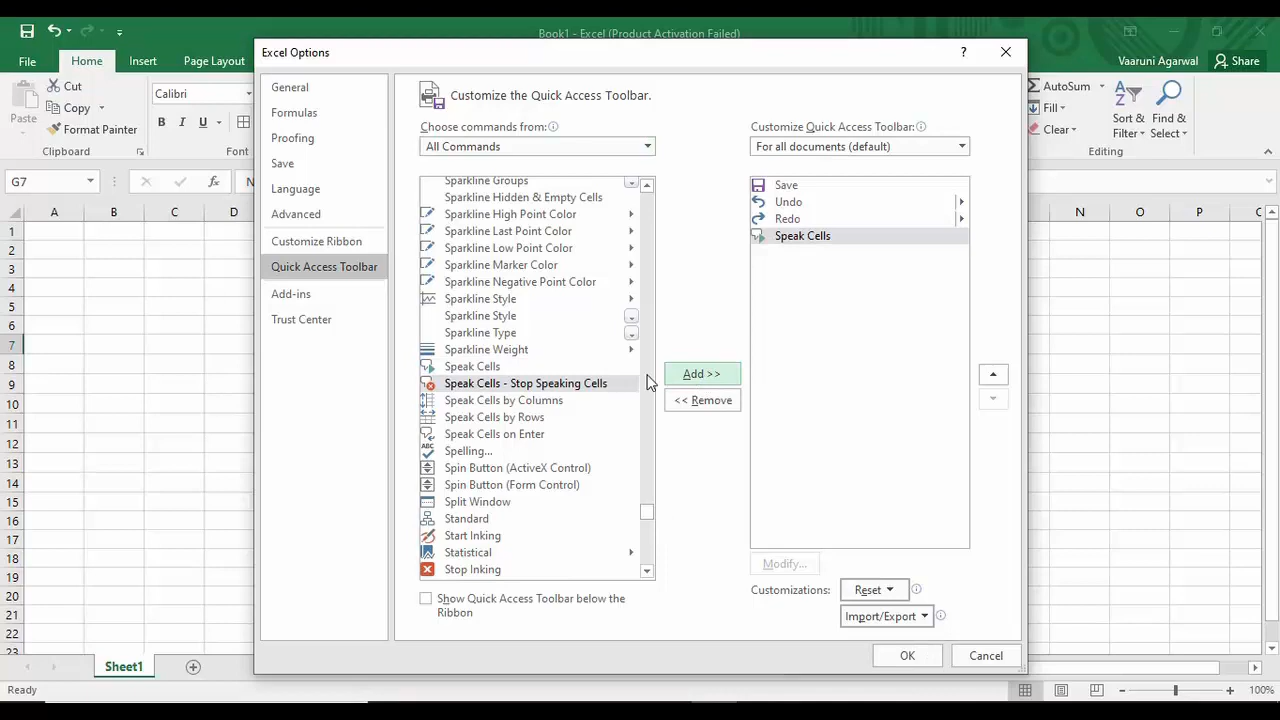 Book1 - Excel (Product Activation Failed)
File
Home
Insert
Page Layout
Vaaruni Agarwal
Share
Cut
Copy
Format Painter
Paste
Clipboard
Calibri
B I U
Font
AutoSum
Fill
Clear
Sort &
Filter
Find &
Select
Editing
G7
fx
N
A B C D N O P
1
2
3
4
5
6
7
8
9
10
11
12
13
14
15
16
17
18
19
20
21
22
23
Excel Options
?
General
Formulas
Proofing
Save
Language
Advanced
Customize Ribbon
Quick Access Toolbar
Add-ins
Trust Center
Customize the Quick Access Toolbar.
Choose commands from:
All Commands
Sparkline Groups
Sparkline Hidden & Empty Cells
Sparkline High Point Color
Sparkline Last Point Color
Sparkline Low Point Color
Sparkline Marker Color
Sparkline Negative Point Color
Sparkline Style
Sparkline Style
Sparkline Type
Sparkline Weight
Speak Cells
Speak Cells - Stop Speaking Cells
Speak Cells by Columns
Speak Cells by Rows
Speak Cells on Enter
Spelling...
Spin Button (ActiveX Control)
Spin Button (Form Control)
Split Window
Standard
Start Inking
Statistical
Stop Inking
Show Quick Access Toolbar below the
Ribbon
Add >>
<< Remove
Customize Quick Access Toolbar:
For all documents (default)
Save
Undo
Redo
Speak Cells
Modify...
Customizations:
Reset
Import/Export
OK
Cancel
Sheet1
Ready
100%